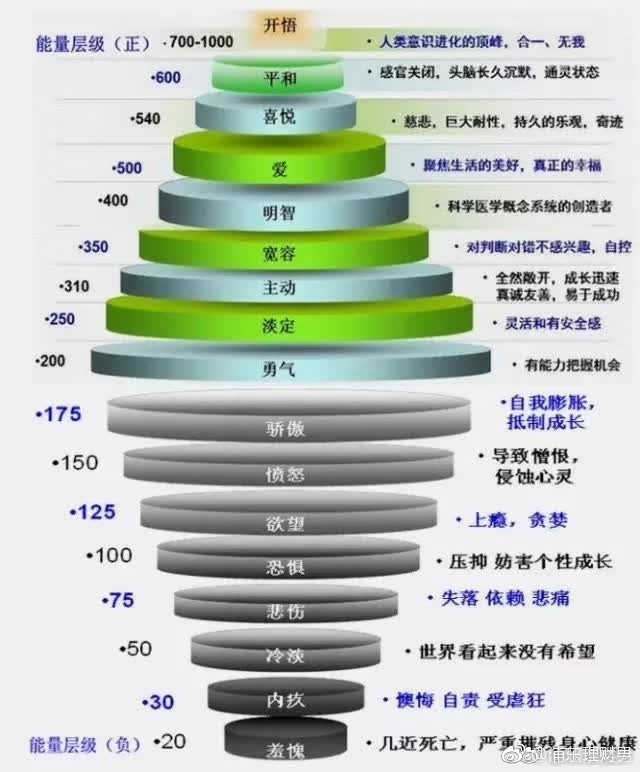 开悟
能量层级（正） •700-1000
•人类意识进化的顶峰，合一、无我
•600
平和
•感官关闭，头脑长久沉默，通灵状态
•540
喜悦
•慈悲，巨大耐性，持久的乐观，奇迹
•500
爱
•聚焦生活的美好，真正的幸福
•400
明智
•科学医学概念系统的创造者
•350
宽容
•对判断对错不感兴趣，自控
•310
主动
•全然敞开，成长迅速
真诚友善，易于成功
•250
淡定
•灵活和有安全感
•200
勇气
•有能力把握机会
•175
骄傲
•自我膨胀，
抵制成长
•150
愤怒
•导致憎恨，
侵蚀心灵
•125
欲望
•上瘾，贪婪
•100
恐惧
•压抑 妨害个性成长
•75
悲伤
•失落 依赖 悲痛
•50
冷淡
•世界看起来没有希望
•30
内疚
•懊悔 自责 受虐狂
能量层级（负） •20
羞愧
•几近死亡，严重摧残身心健康
@浦东理财男